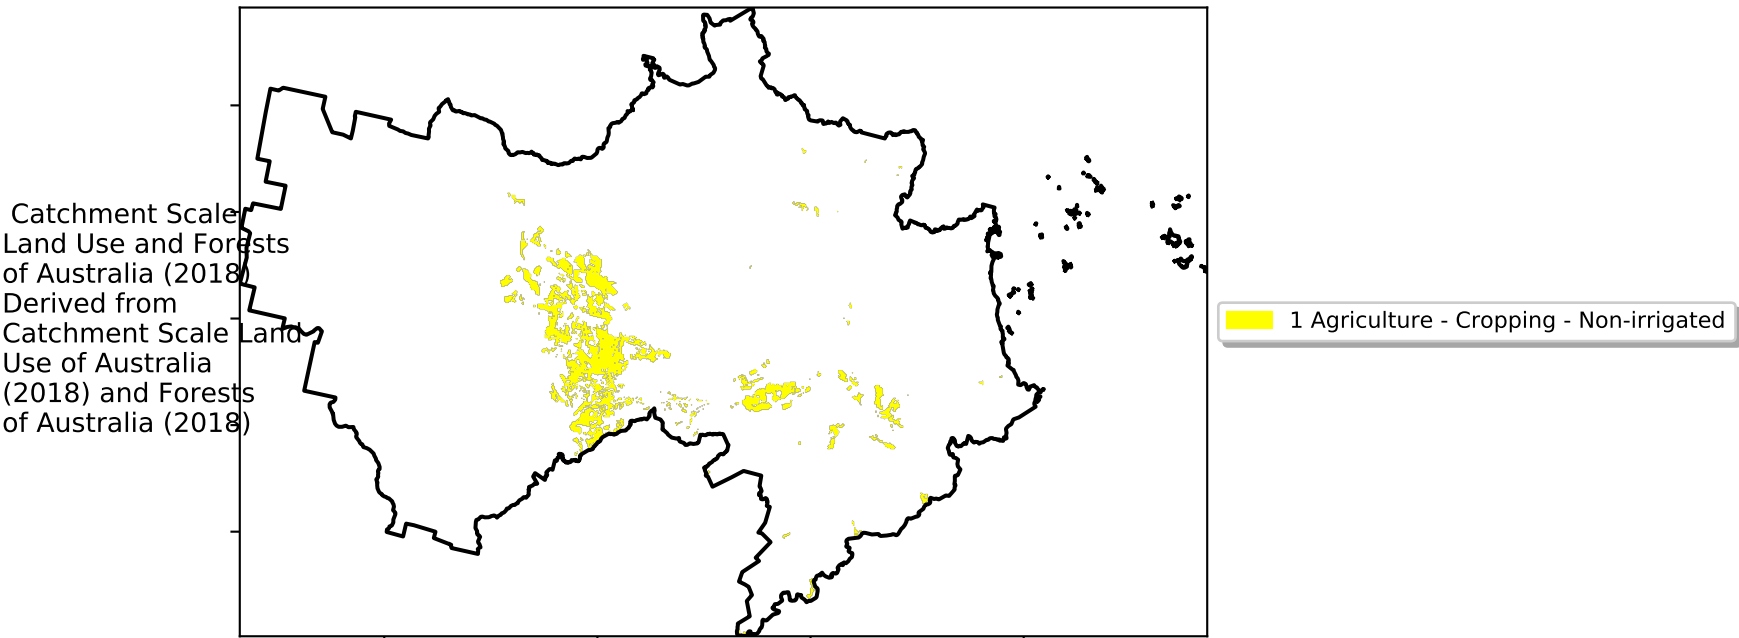 Catchment Scale
Land Use and Forests
of Australia (2018)
Derived from
Catchment Scale Land
Use of Australia
(2018) and Forests
of Australia (2018)
1 Agriculture - Cropping - Non-irrigated